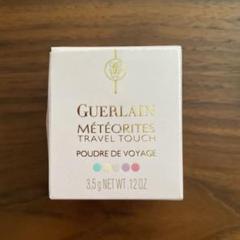 GUERLAIN
MÉTÉORITES
TRAVEL TOUCH
POUDRE DE VOYAGE
3,5 g NET WT. .12 OZ